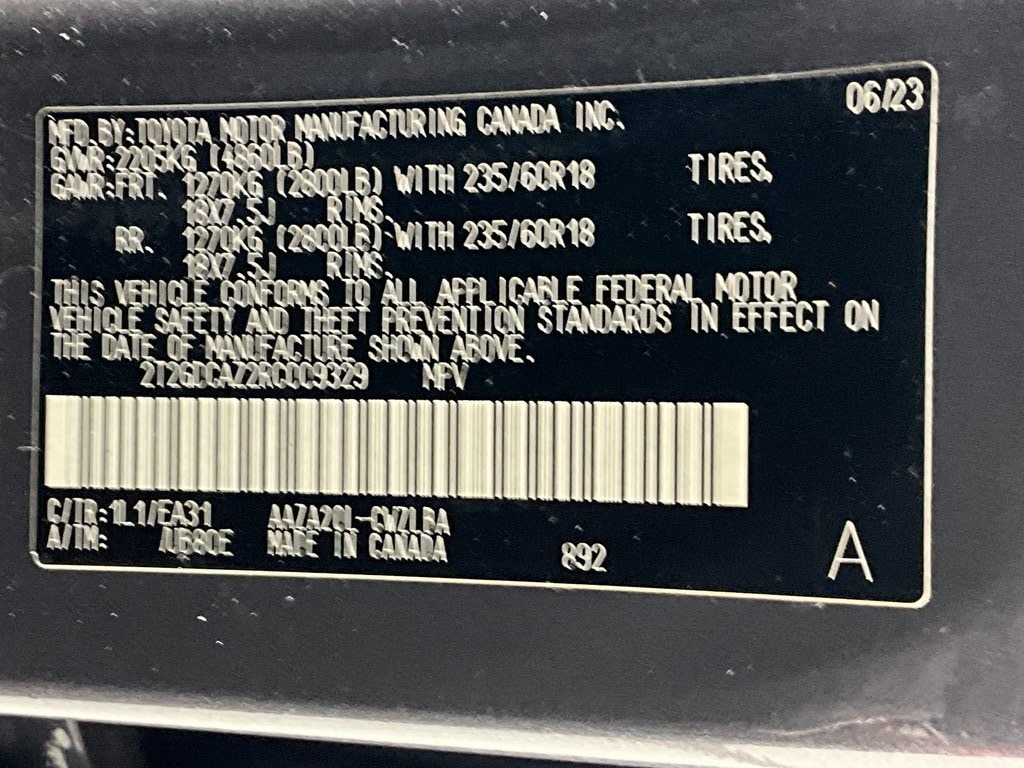 06/23
MFD. BY: TOYOTA MOTOR MANUFACTURING CANADA INC.
GVWR: 2205KG (4860LB)
GAWR: FRT. 1270KG (2800LB) WITH 235/60R18 TIRES,
18X7.5J RIMS,
RR. 1270KG (2800LB) WITH 235/60R18 TIRES,
18X7.5J RIMS,
THIS VEHICLE CONFORMS TO ALL APPLICABLE FEDERAL MOTOR
VEHICLE SAFETY AND THEFT PREVENTION STANDARDS IN EFFECT ON
THE DATE OF MANUFACTURE SHOWN ABOVE.
2T2GDCAZ2RC009329 MPV
C/TR: 1L1/EA31 AAZA20L-CWZLBA
A/TM: /UB80E MADE IN CANADA 892
A